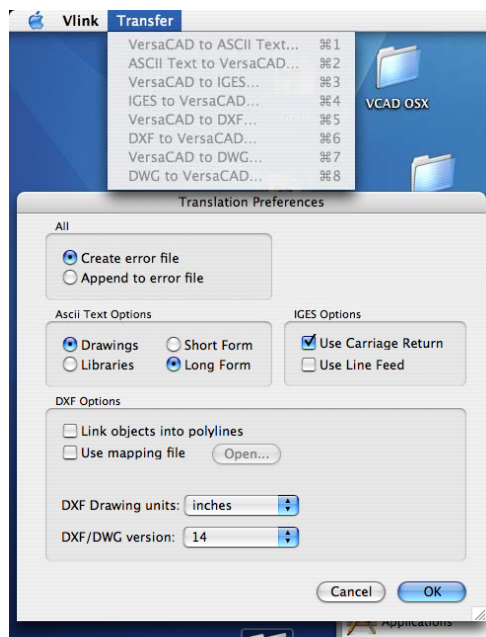 Vlink Transfer
VersaCAD to ASCII Text... ⌘1
ASCII Text to VersaCAD... ⌘2
VersaCAD to IGES... ⌘3
IGES to VersaCAD... ⌘4
VersaCAD to DXF... ⌘5
DXF to VersaCAD... ⌘6
VersaCAD to DWG... ⌘7
DWG to VersaCAD... ⌘8
VCAD OSX
Translation Preferences
All
Create error file
Append to error file
Ascii Text Options
Drawings Short Form
Libraries Long Form
IGES Options
Use Carriage Return
Use Line Feed
DXF Options
Link objects into polylines
Use mapping file Open...
DXF Drawing units: inches
DXF/DWG version: 14
Cancel OK
Applications